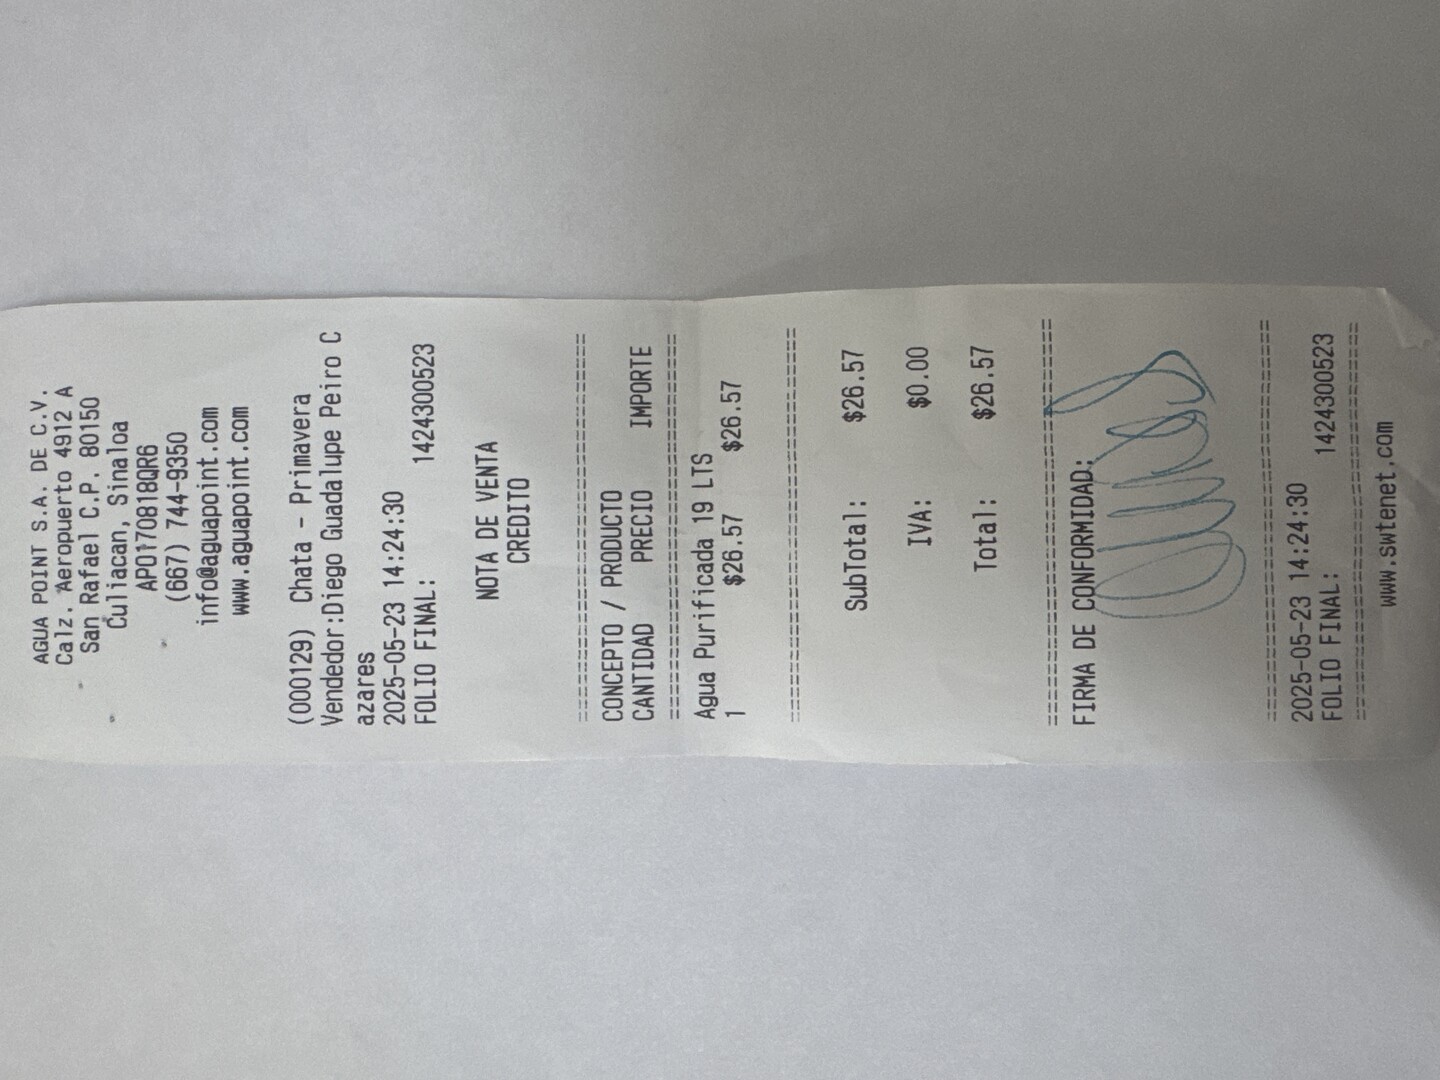 AGUA POINT S.A. DE C.V.
Calz. Aeropuerto 4912 A
San Rafael C.P. 80150
Culiacan, Sinaloa
APO170818QR6
(667) 744-9350
info@aguapoint.com
www.aguapoint.com
(000129) Chata - Primavera
Vendedor:Diego Guadalupe Peiro C
azares
2025-05-23 14:24:30
FOLIO FINAL: 1424300523
NOTA DE VENTA
CREDITO
CONCEPTO / PRODUCTO
CANTIDAD PRECIO IMPORTE
Agua Purificada 19 LTS
1 $26.57 $26.57
SubTotal: $26.57
IVA: $0.00
Total: $26.57
FIRMA DE CONFORMIDAD:
2025-05-23 14:24:30
FOLIO FINAL: 1424300523
www.swtenet.com